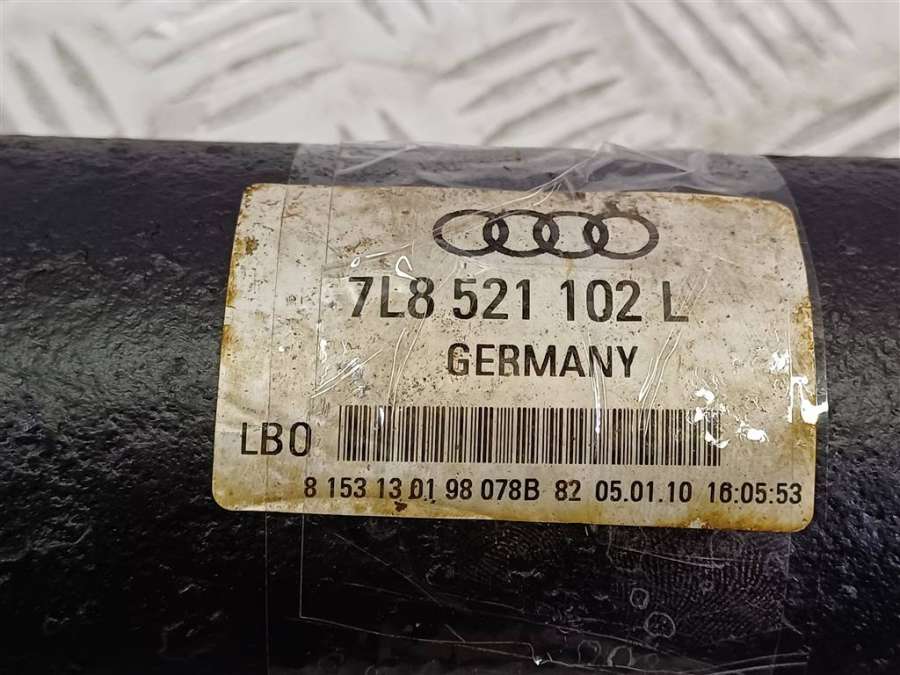 7L8 521 102 L
GERMANY
LBO
8 153 13 01 98 078B 82 05.01.10 16:05:53